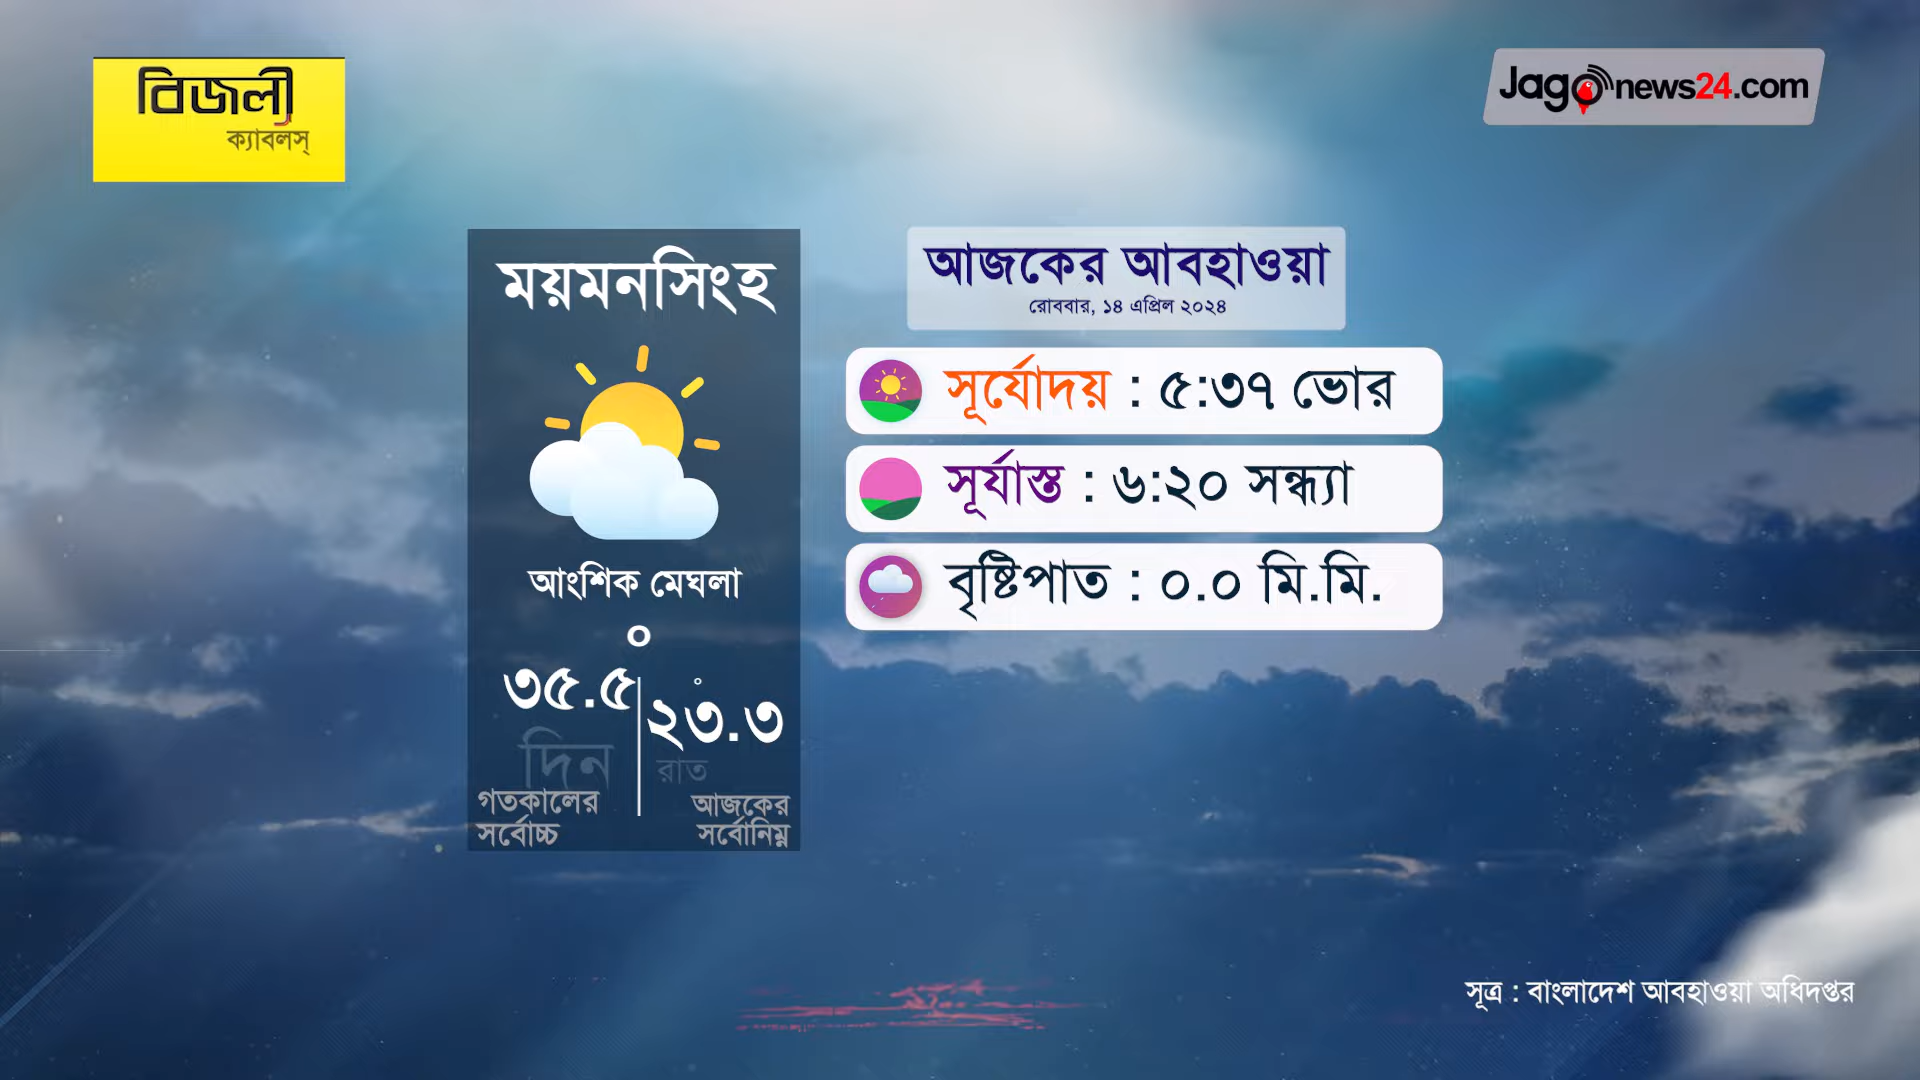 বিজলী
ক্যাবলস্
Jagonews24.com
ময়মনসিংহ
আংশিক মেঘলা
৩৫.৫°
২৩.৩°
দিন
রাত
গতকালের
সর্বোচ্চ
আজকের
সর্বোনিম্ন
আজকের আবহাওয়া
রোববার, ১৪ এপ্রিল ২০২৪
সূর্যোদয় : ৫:৩৭ ভোর
সূর্যাস্ত : ৬:২০ সন্ধ্যা
বৃষ্টিপাত : ০.০ মি.মি.
সূত্র : বাংলাদেশ আবহাওয়া অধিদপ্তর